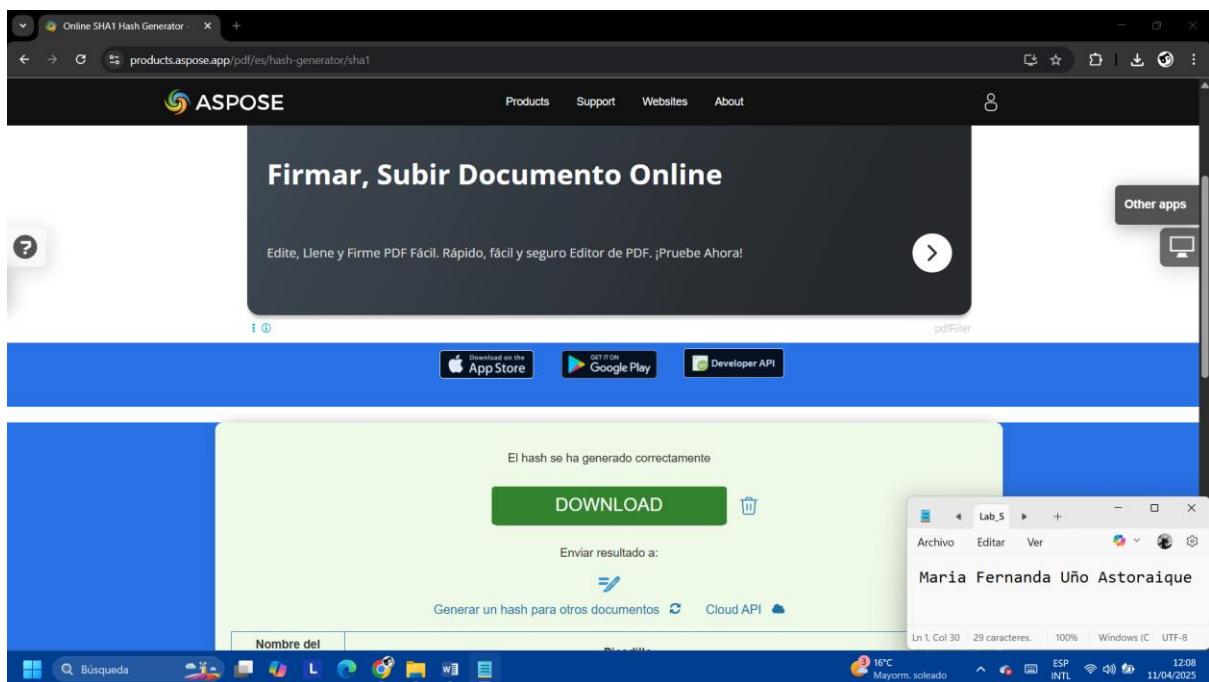 Online SHA1 Hash Generator -
products.aspose.app/pdf/es/hash-generator/sha1
ASPOSE Products Support Websites About
Firmar, Subir Documento Online
Other apps
Edite, Llene y Firme PDF Fácil. Rápido, fácil y seguro Editor de PDF. ¡Pruebe Ahora!
pdfFiller
Download on the App Store
GET IT ON Google Play
Developer API
El hash se ha generado correctamente
DOWNLOAD
Enviar resultado a:
Generar un hash para otros documentos Cloud API
Nombre del
Lab_5
Archivo Editar Ver
Maria Fernanda Uño Astoraique
Ln 1, Col 30 29 caracteres. 100% Windows (C UTF-8
Búsqueda
3 16°C
Mayorm. soleado
ESP
INTL
12:08
11/04/2025